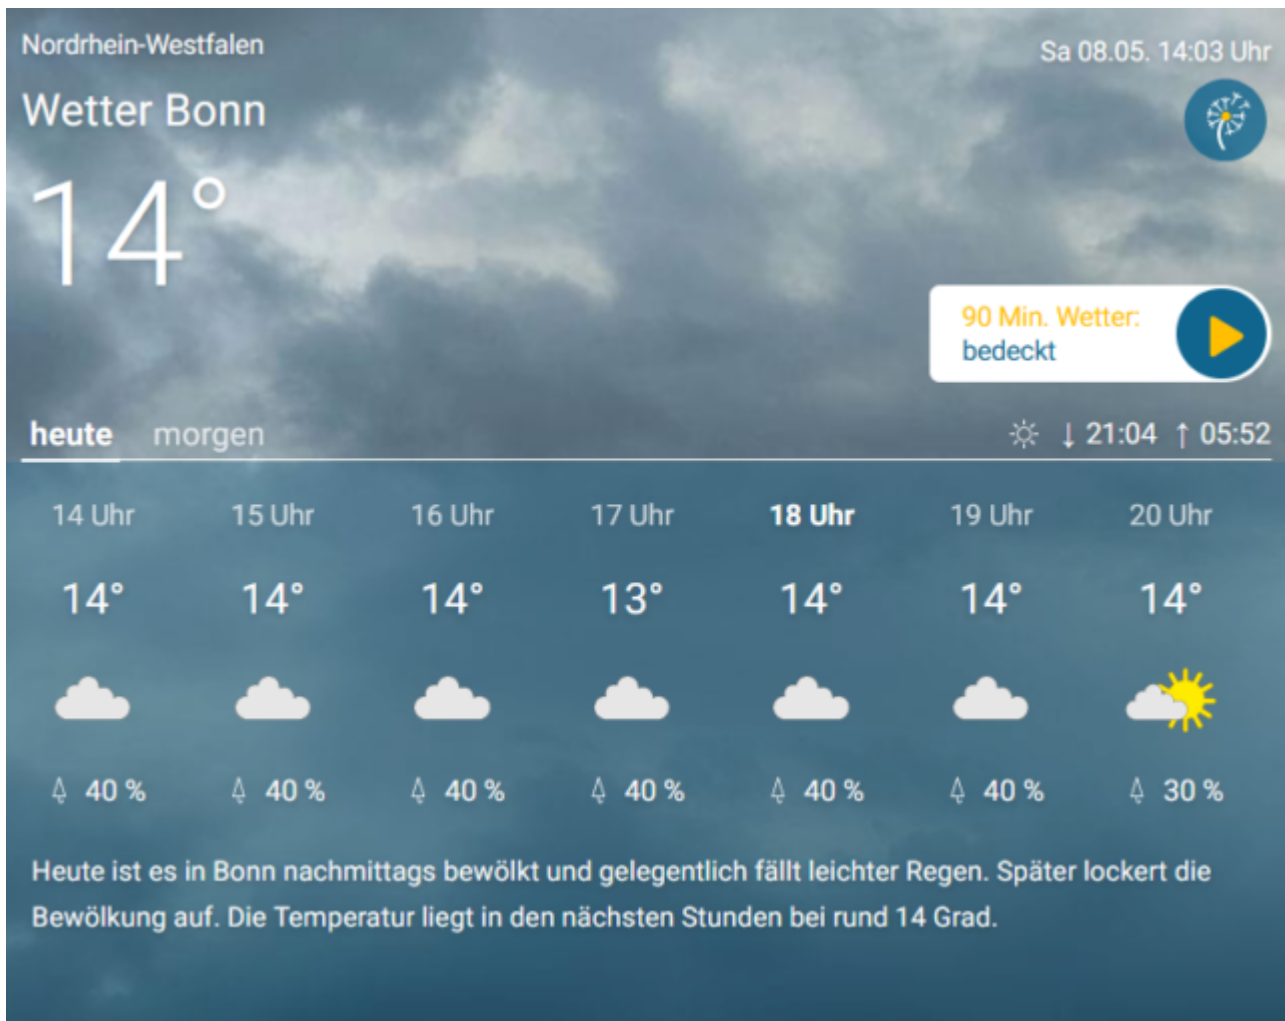 Nordrhein-Westfalen
Sa 08.05. 14:03 Uhr
Wetter Bonn
14°
90 Min. Wetter:
bedeckt
heute morgen ↓ 21:04 ↑ 05:52
14 Uhr 15 Uhr 16 Uhr 17 Uhr 18 Uhr 19 Uhr 20 Uhr
14° 14° 14° 13° 14° 14° 14°
40 % 40 % 40 % 40 % 40 % 40 % 30 %
Heute ist es in Bonn nachmittags bewölkt und gelegentlich fällt leichter Regen. Später lockert die
Bewölkung auf. Die Temperatur liegt in den nächsten Stunden bei rund 14 Grad.